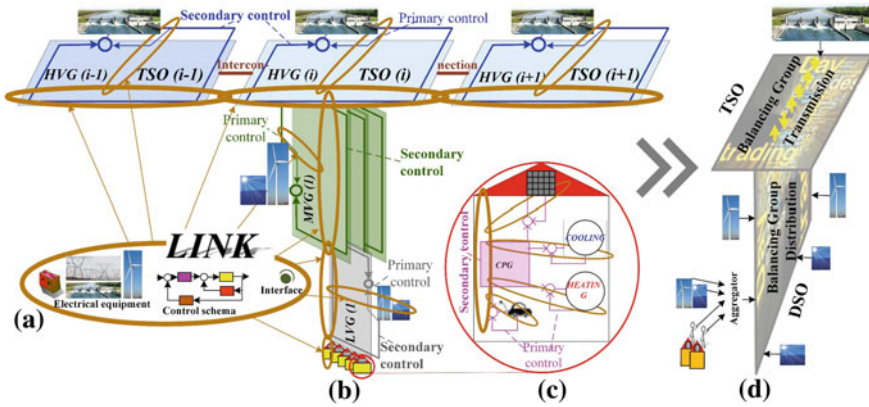 Secondary control
Primary control
HVG (i-1)
TSO (i-1)
Intercon-
HVG (i)
TSO (i)
nection
HVG (i+1)
TSO (i+1)
Primary
control
Secondary
control
MVG (1)
LINK
Electrical equipment
Control schema
Interface
(a)
LVG (1
Primary
control
Secondary
control
(b)
Secondary control
CPG
COOLING
HEATIN
G
Primary
control
(c)
TSO
Balancing Group
Transmission
trading
Day
Balancing Group
Distribution
DSO
Aggregator
(d)